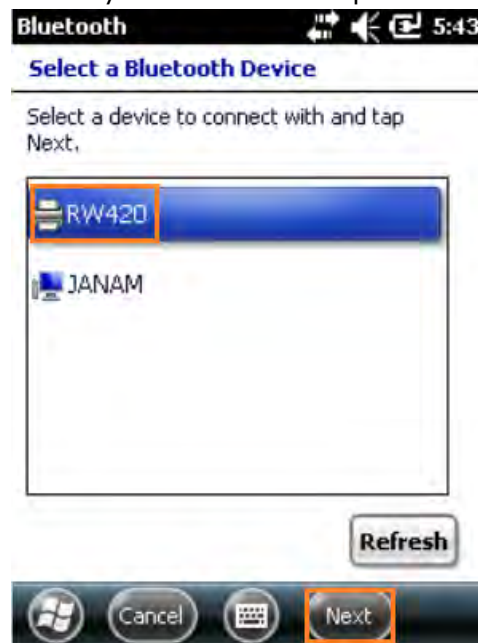 Bluetooth 5:43
Select a Bluetooth Device
Select a device to connect with and tap
Next.
RW420
JANAM
Refresh
Cancel Next